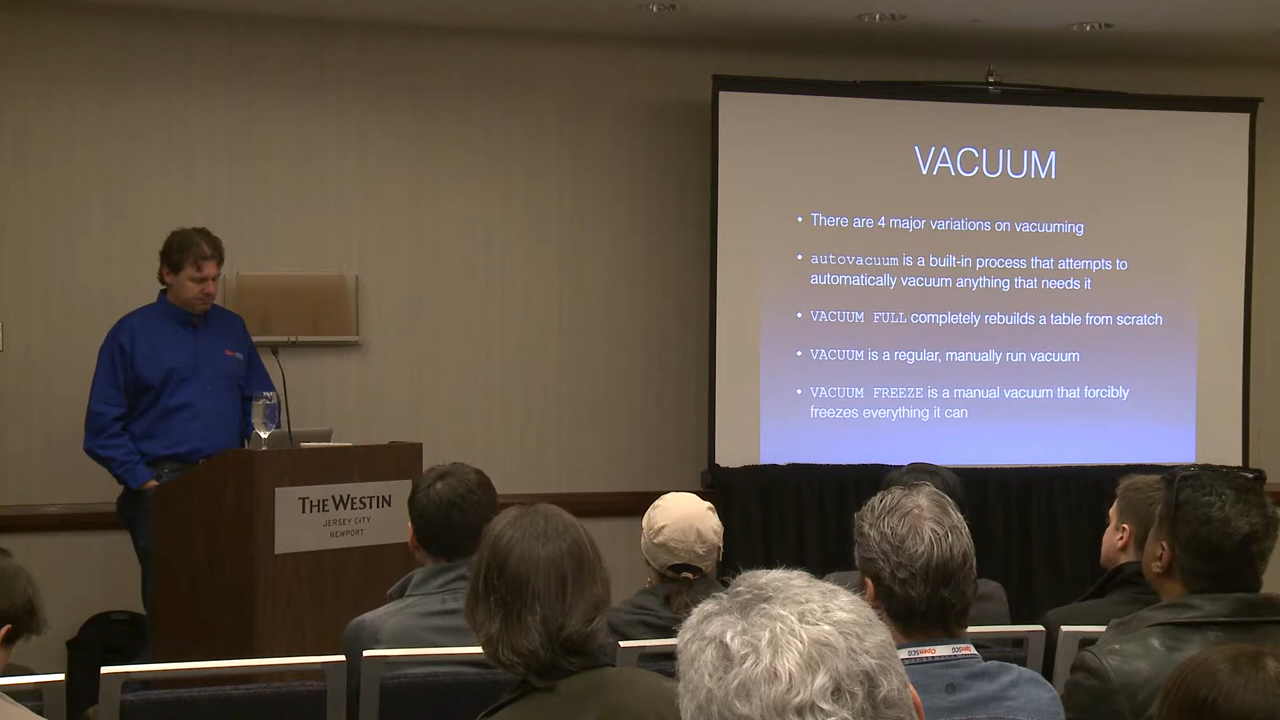 VACUUM
• There are 4 major variations on vacuuming
• autovacuum is a built-in process that attempts to
automatically vacuum anything that needs it
• VACUUM FULL completely rebuilds a table from scratch
• VACUUM is a regular, manually run vacuum
• VACUUM FREEZE is a manual vacuum that forcibly
freezes everything it can
THE WESTIN
JERSEY CITY
NEWPORT
OpenSCG